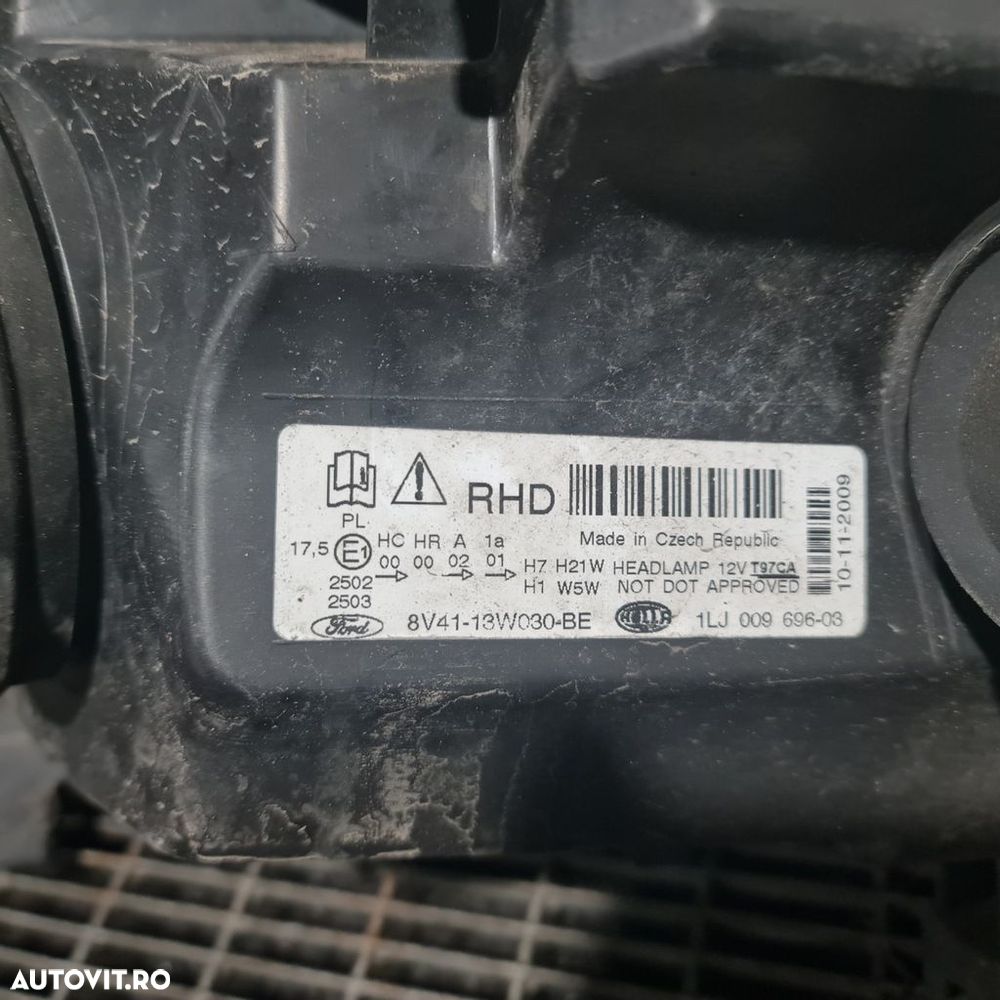 PL
RHD
Made in Czech Republic
17,5 E1 HC HR A 1a
00 00 02 01
H7 H21W HEADLAMP 12V T97CA
H1 W5W NOT DOT APPROVED
2502
2503
Ford 8V41-13W030-BE HELLA 1LJ 009 696-03
10-11-2009
AUTOVIT.RO